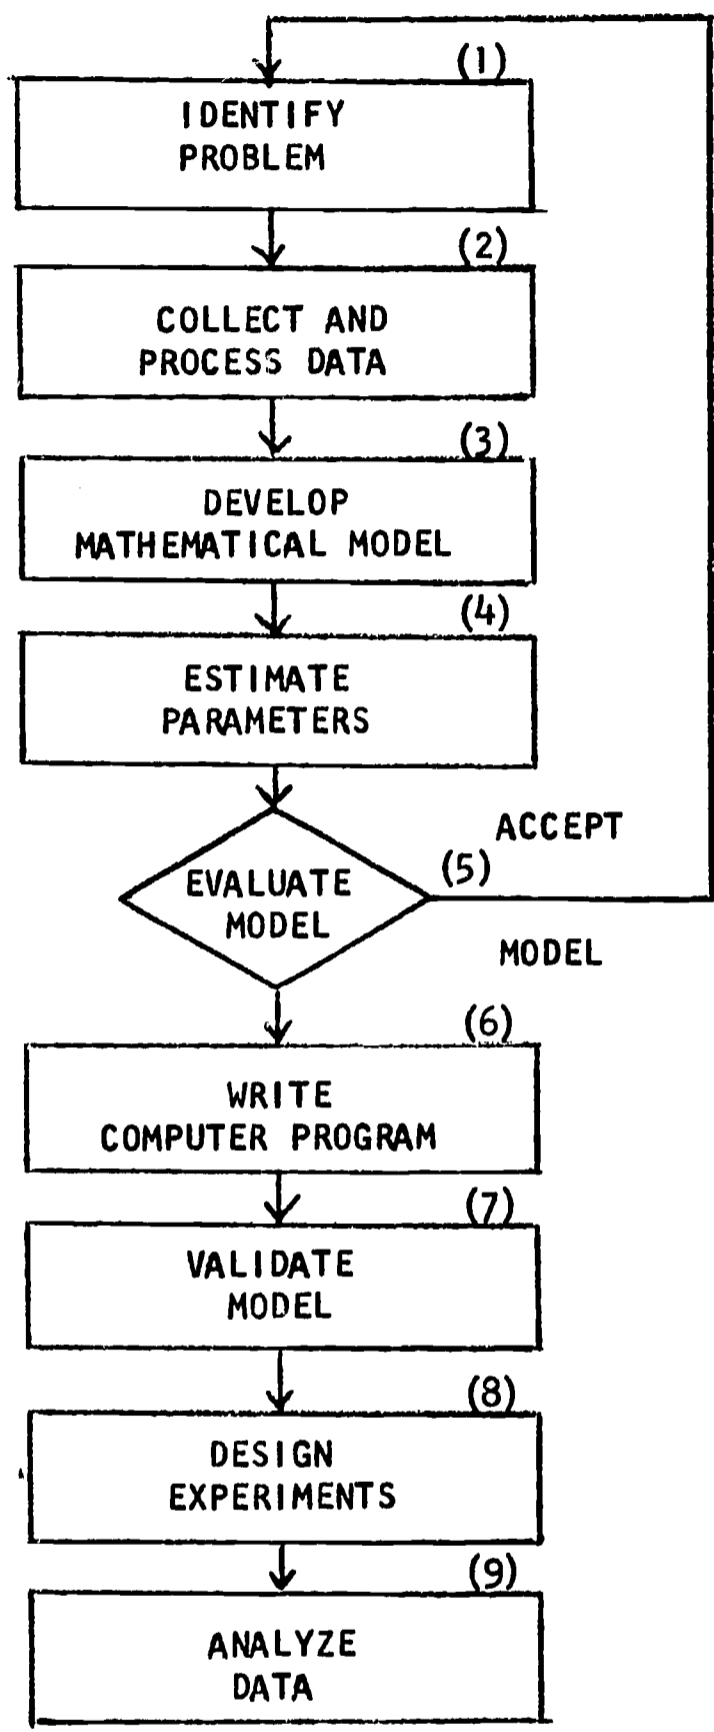 (1)
IDENTIFY
PROBLEM
(2)
COLLECT AND
PROCESS DATA
(3)
DEVELOP
MATHEMATICAL MODEL
(4)
ESTIMATE
PARAMETERS
ACCEPT
(5)
EVALUATE
MODEL
MODEL
(6)
WRITE
COMPUTER PROGRAM
(7)
VALIDATE
MODEL
(8)
DESIGN
EXPERIMENTS
(9)
ANALYZE
DATA